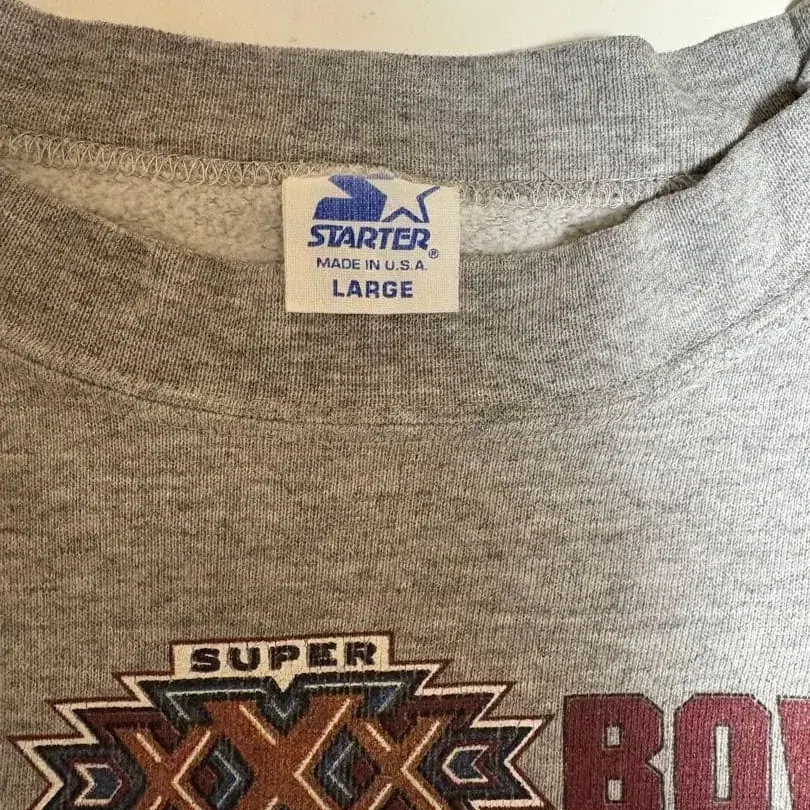 STARTER®
MADE IN U.S.A.
LARGE
SUPER
XXX